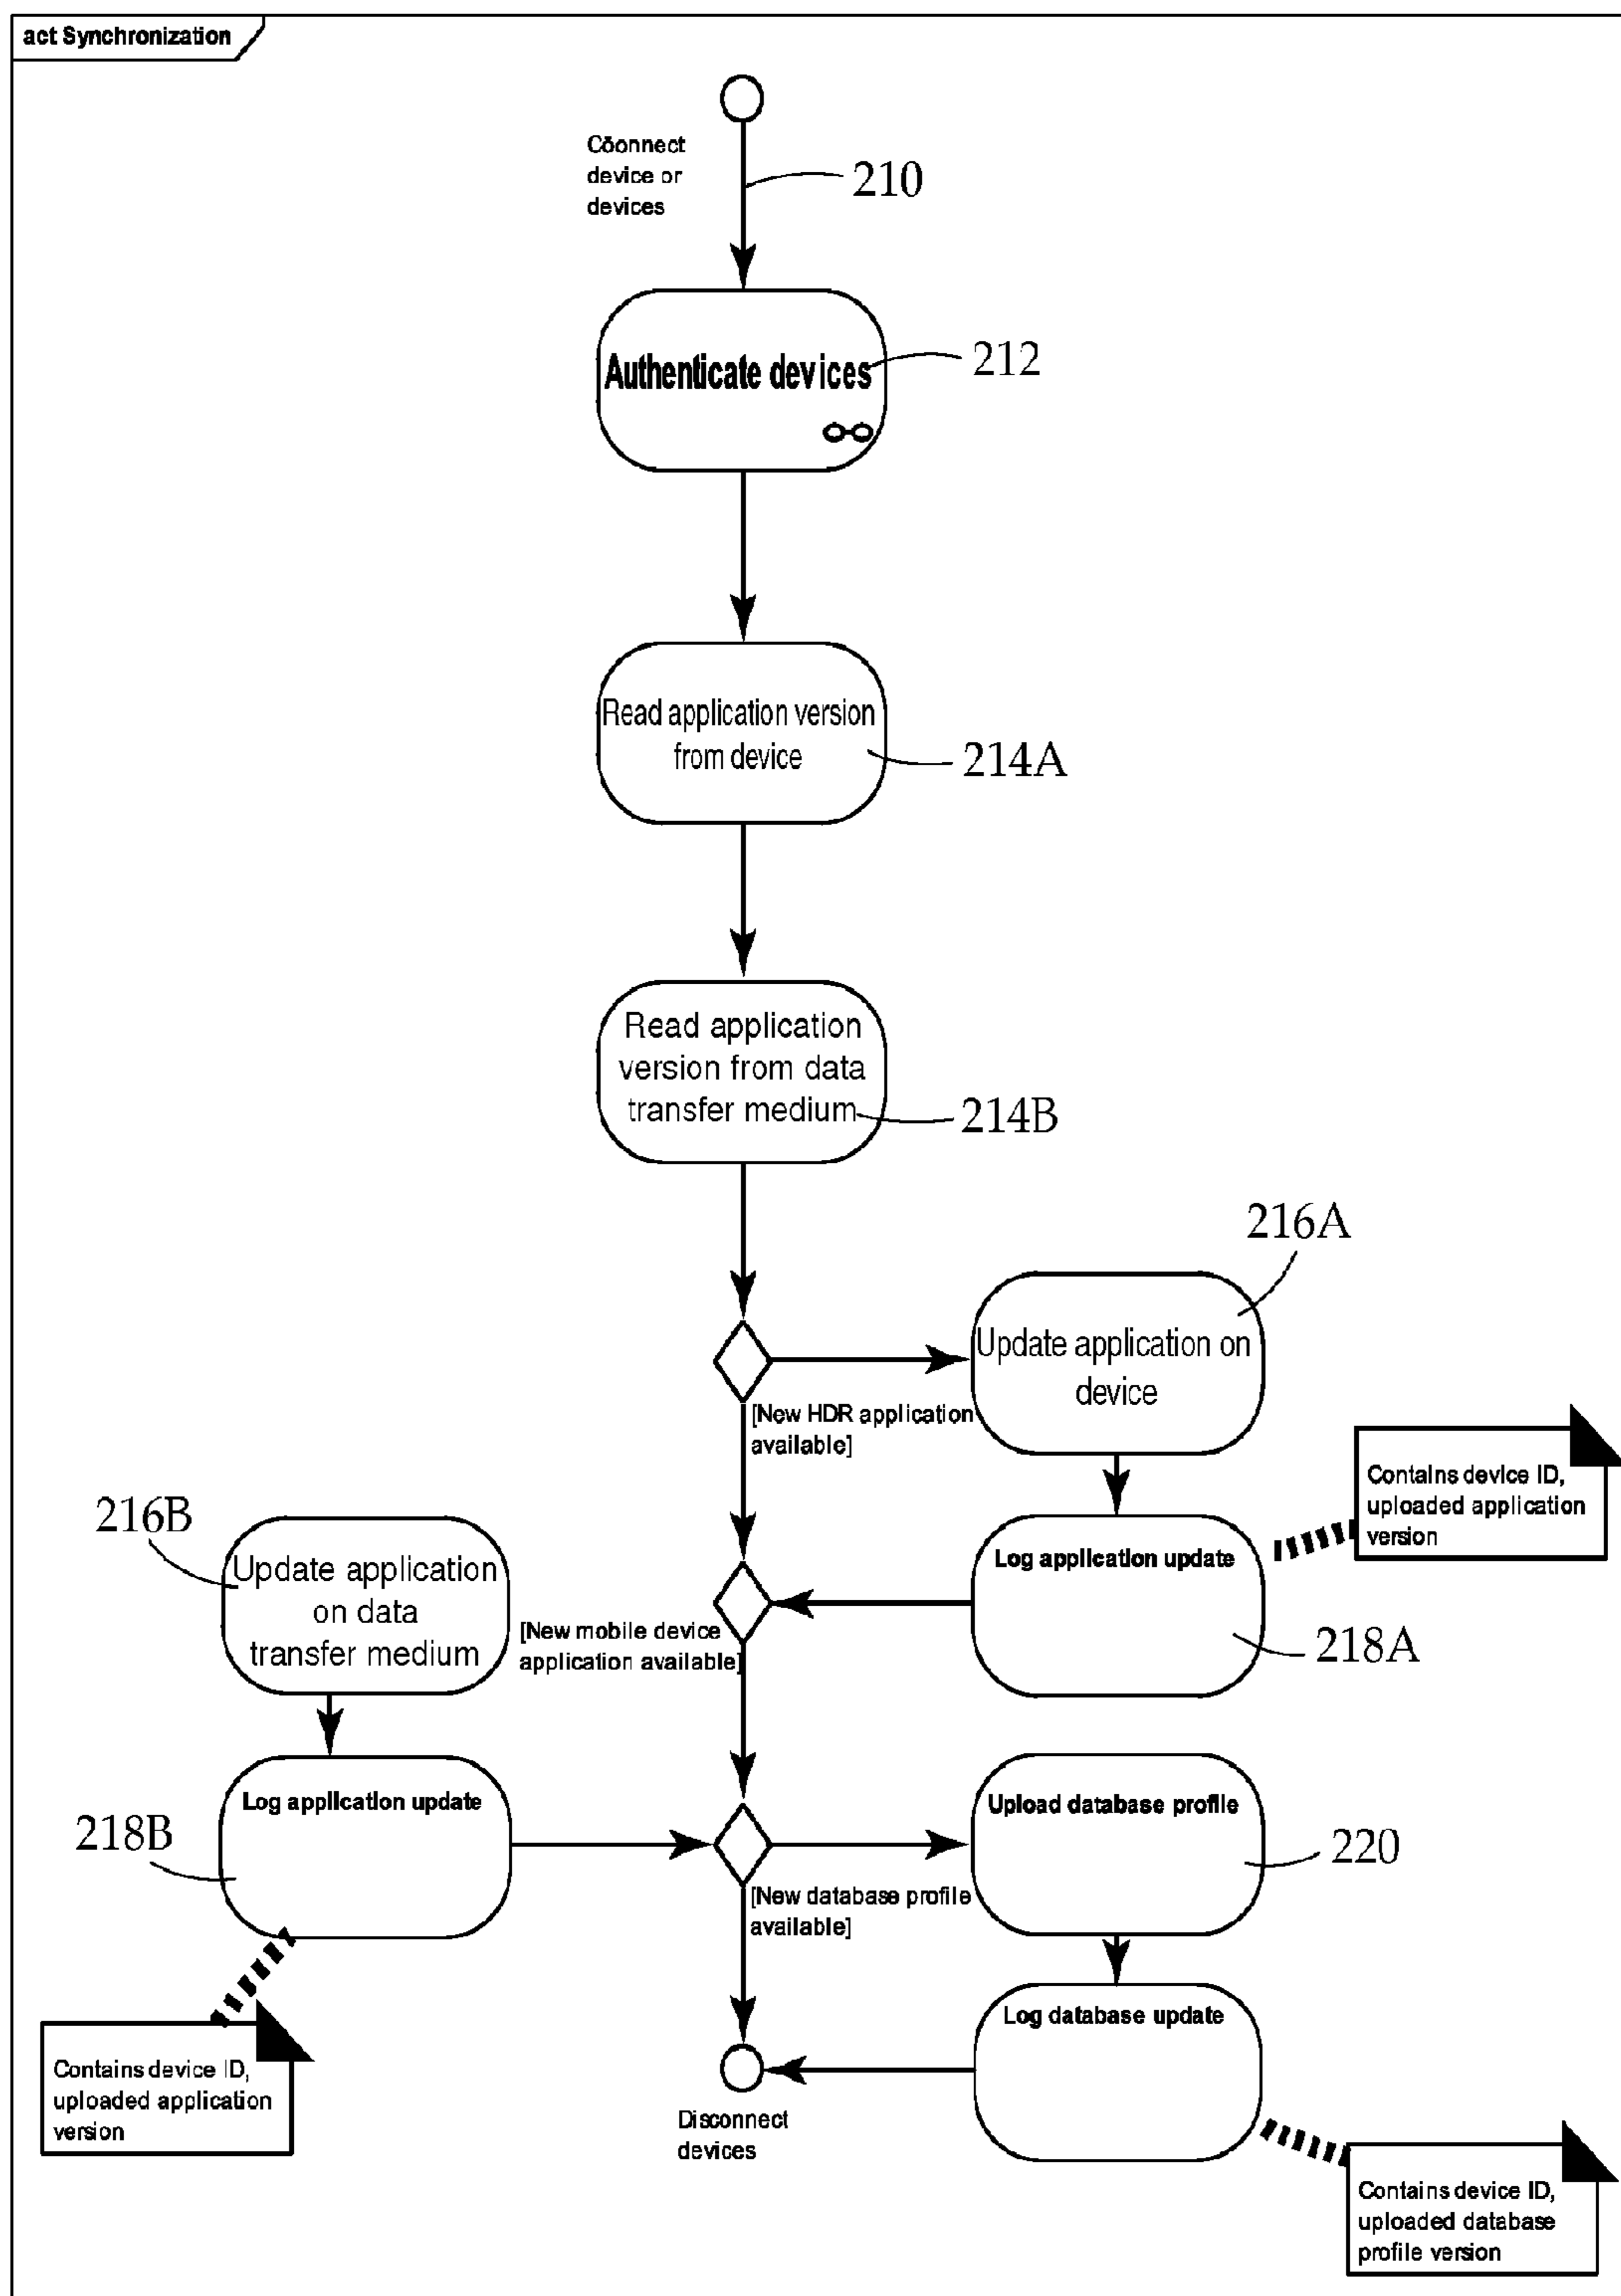 act Synchronization
Cōonnect
device or
devices
210
Authenticate devices
212
Read application version
from device
214A
Read application
version from data
transfer medium
214B
216A
Update application on
device
[New HDR application
available]
Contains device ID,
uploaded application
version
216B
Update application
on data
transfer medium
Log application update
[New mobile device
application available]
218A
Log application update
218B
Upload database profile
220
[New database profile
available]
Log database update
Contains device ID,
uploaded application
version
Disconnect
devices
Contains device ID,
uploaded database
profile version